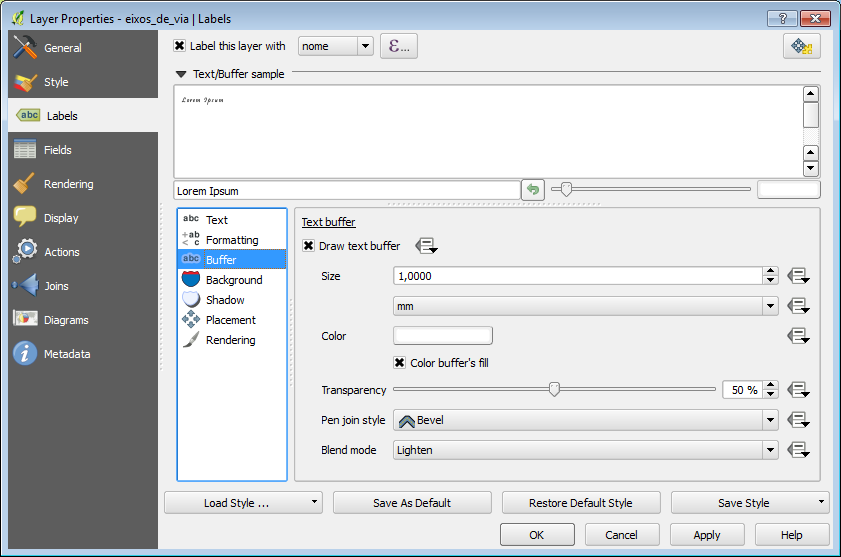 Layer Properties - eixos_de_via | Labels
General
Style
abc Labels
Fields
Rendering
Display
Actions
Joins
Diagrams
Metadata
Label this layer with nome ε...
Text/Buffer sample
Lorem Ipsum
Lorem Ipsum
abc Text
+ab < c Formatting
abc Buffer
Background
Shadow
Placement
Rendering
Text buffer
Draw text buffer
Size 1,0000
mm
Color
Color buffer's fill
Transparency 50 %
Pen join style Bevel
Blend mode Lighten
Load Style ... Save As Default Restore Default Style Save Style
OK Cancel Apply Help